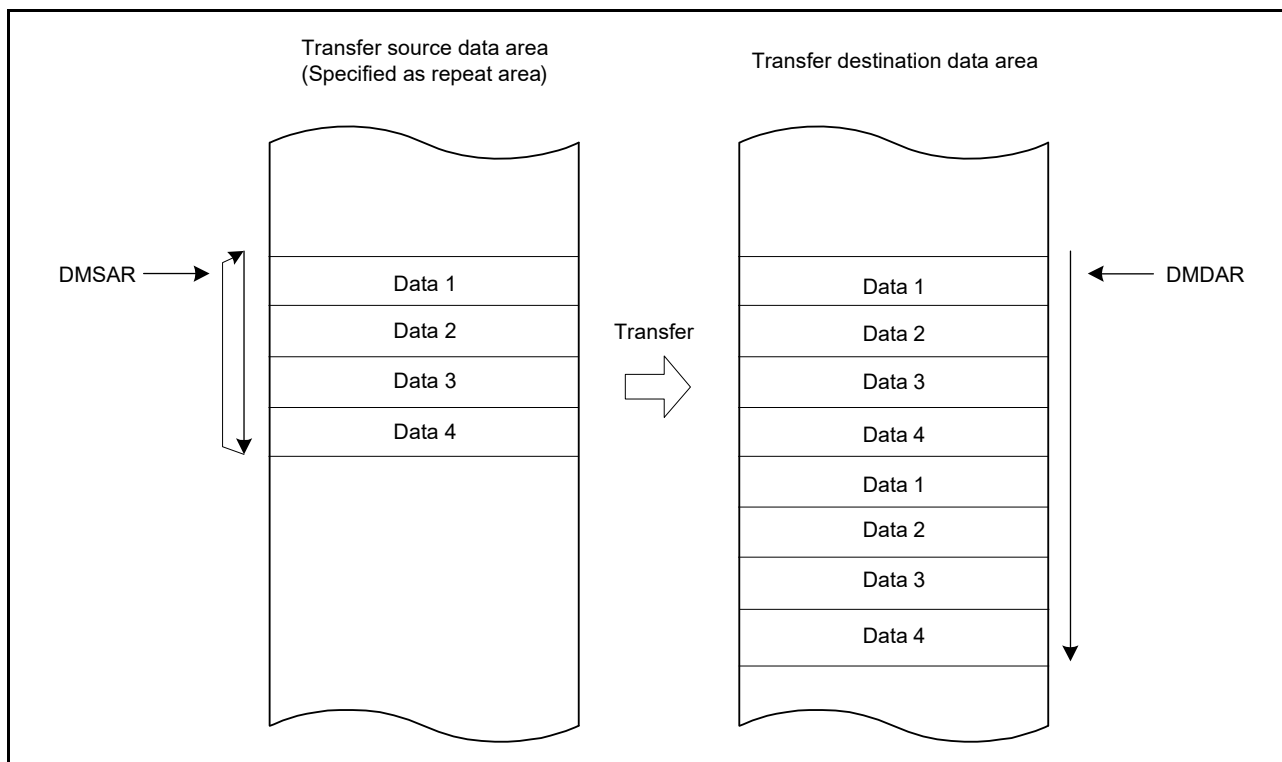 Transfer source data area
(Specified as repeat area)
Transfer destination data area
DMSAR
Data 1
Data 2
Data 3
Data 4
Transfer
Data 1
Data 2
Data 3
Data 4
Data 1
Data 2
Data 3
Data 4
DMDAR